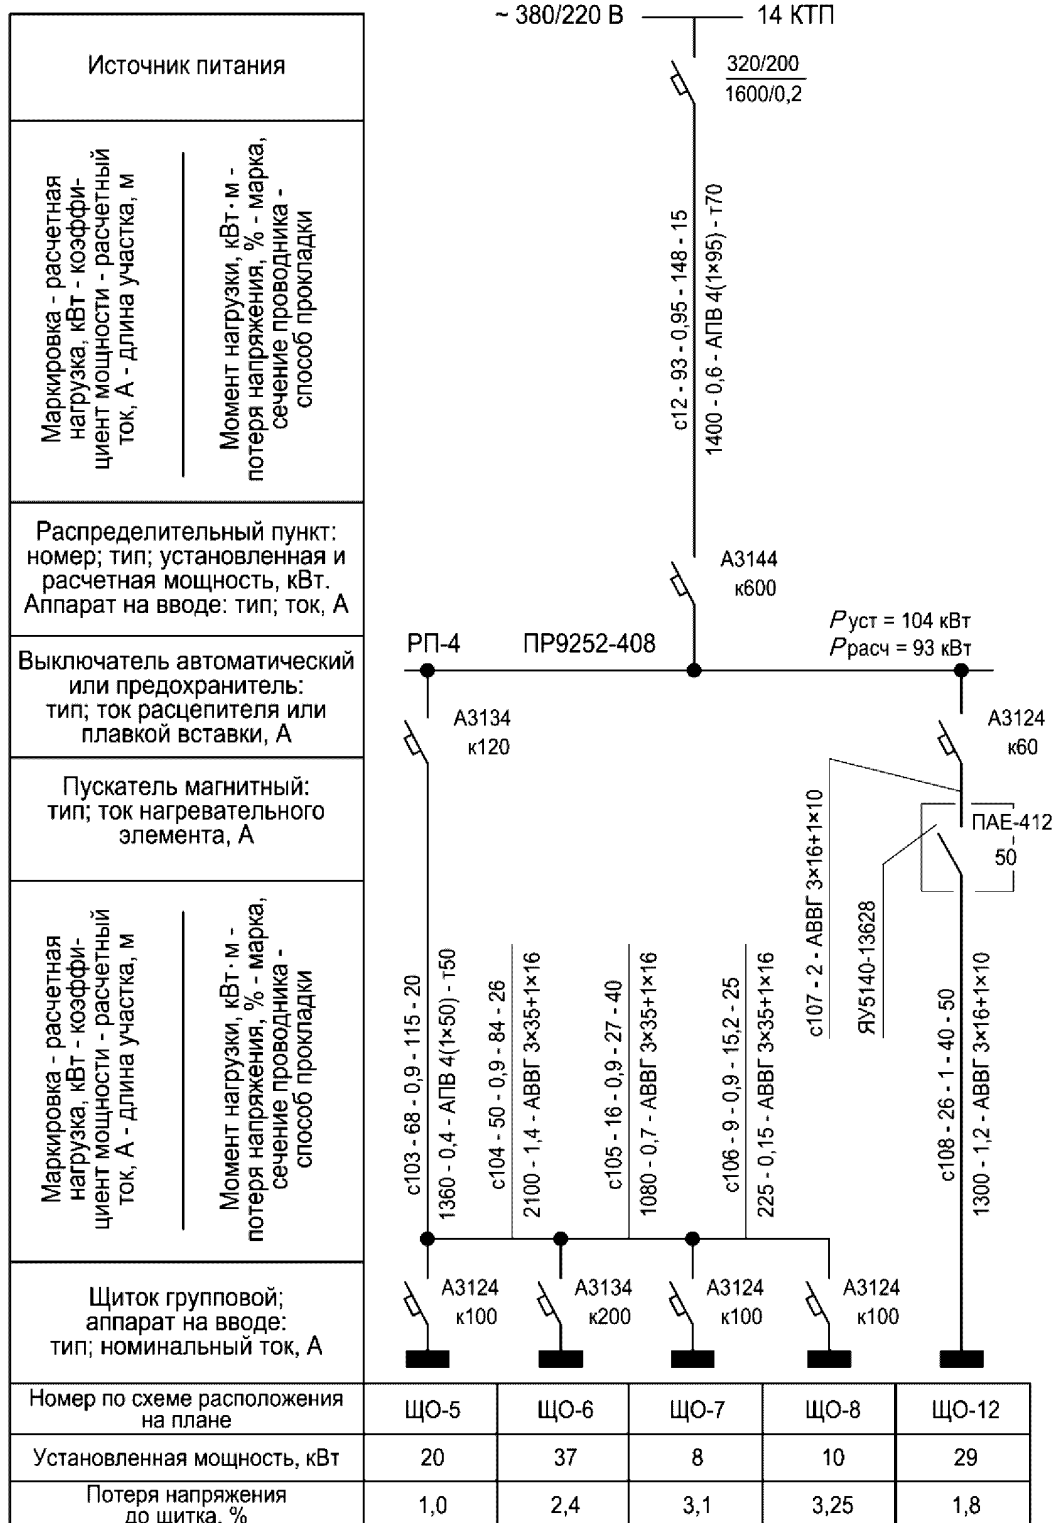 ~ 380/220 В
14 КТП
Источник питания
320/200
1600/0,2
Маркировка - расчетная
нагрузка, кВт - коэффи-
циент мощности - расчетный
ток, А - длина участка, м
Момент нагрузки, кВт · м -
потеря напряжения, % - марка,
сечение проводника -
способ прокладки
с12 - 93 - 0,95 - 148 - 15
1400 - 0,6 - АПВ 4(1×95) - т70
Распределительный пункт:
номер; тип; установленная и
расчетная мощность, кВт.
Аппарат на вводе: тип; ток, А
А3144
к600
РП-4
ПР9252-408
Руст = 104 кВт
Ррасч = 93 кВт
Выключатель автоматический
или предохранитель:
тип; ток расцепителя или
плавкой вставки, А
А3134
к120
А3124
к60
Пускатель магнитный:
тип; ток нагревательного
элемента, А
ПАЕ-412
50
с107 - 2 - АВВГ 3×16+1×10
ЯУ5140-13628
Маркировка - расчетная
нагрузка, кВт - коэффи-
циент мощности - расчетный
ток, А - длина участка, м
Момент нагрузки, кВт · м -
потеря напряжения, % - марка,
сечение проводника -
способ прокладки
с103 - 68 - 0,9 - 115 - 20
1360 - 0,4 - АПВ 4(1×50) - т50
с104 - 50 - 0,9 - 84 - 26
2100 - 1,4 - АВВГ 3×35+1×16
с105 - 16 - 0,9 - 27 - 40
1080 - 0,7 - АВВГ 3×35+1×16
с106 - 9 - 0,9 - 15,2 - 25
225 - 0,15 - АВВГ 3×35+1×16
с108 - 26 - 1 - 40 - 50
1300 - 1,2 - АВВГ 3×16+1×10
Щиток групповой;
аппарат на вводе:
тип; номинальный ток, А
А3124
к100
А3134
к200
А3124
к100
А3124
к100
Номер по схеме расположения
на плане
ЩО-5 ЩО-6 ЩО-7 ЩО-8 ЩО-12
Установленная мощность, кВт 20 37 8 10 29
Потеря напряжения
до щитка, %
1,0 2,4 3,1 3,25 1,8